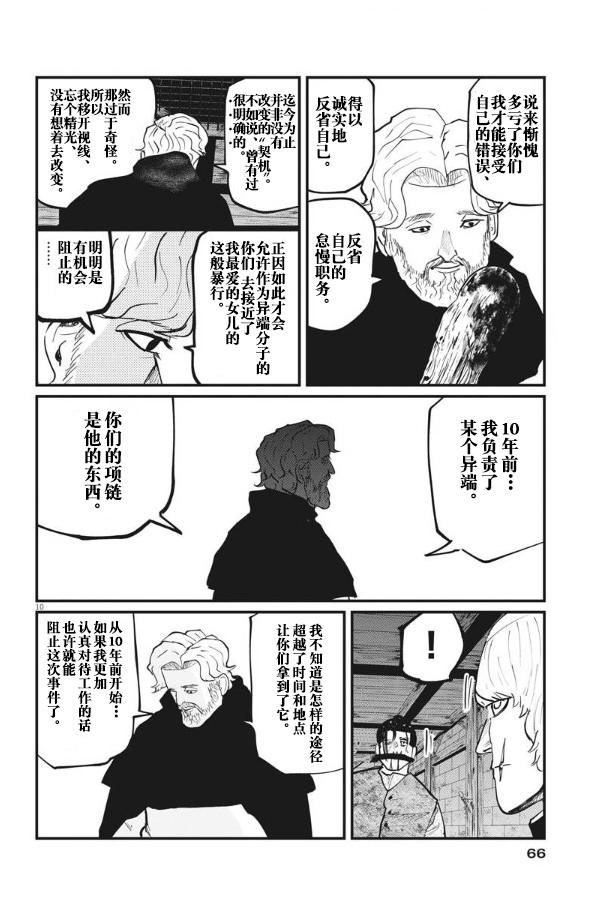 说来惭愧
多亏了你们
我才能接受
自己的错误、
得以
诚实地
反省自己。
反省
自己的
怠慢职务。
迄今为止
并非没有
改变的“契机”。
不如说，曾有过
很明确的。
然而
那过于奇怪。
所以
我移开视线、
忘个精光、
没有想着去改变。
正因如此才会
允许作为异端分子的
你们 去接近了
我最爱的女儿的
这般暴行。
明明是
有机会
阻止的
……
10年前…
我负责了
某个异端。
你们的项链
是他的东西。
10
！
我不知道是怎样的途径
超越了时间和地点
让你们拿到了它。
从10年前开始…
如果我更加
认真对待工作的话
也许就能
阻止这次事件了。
66